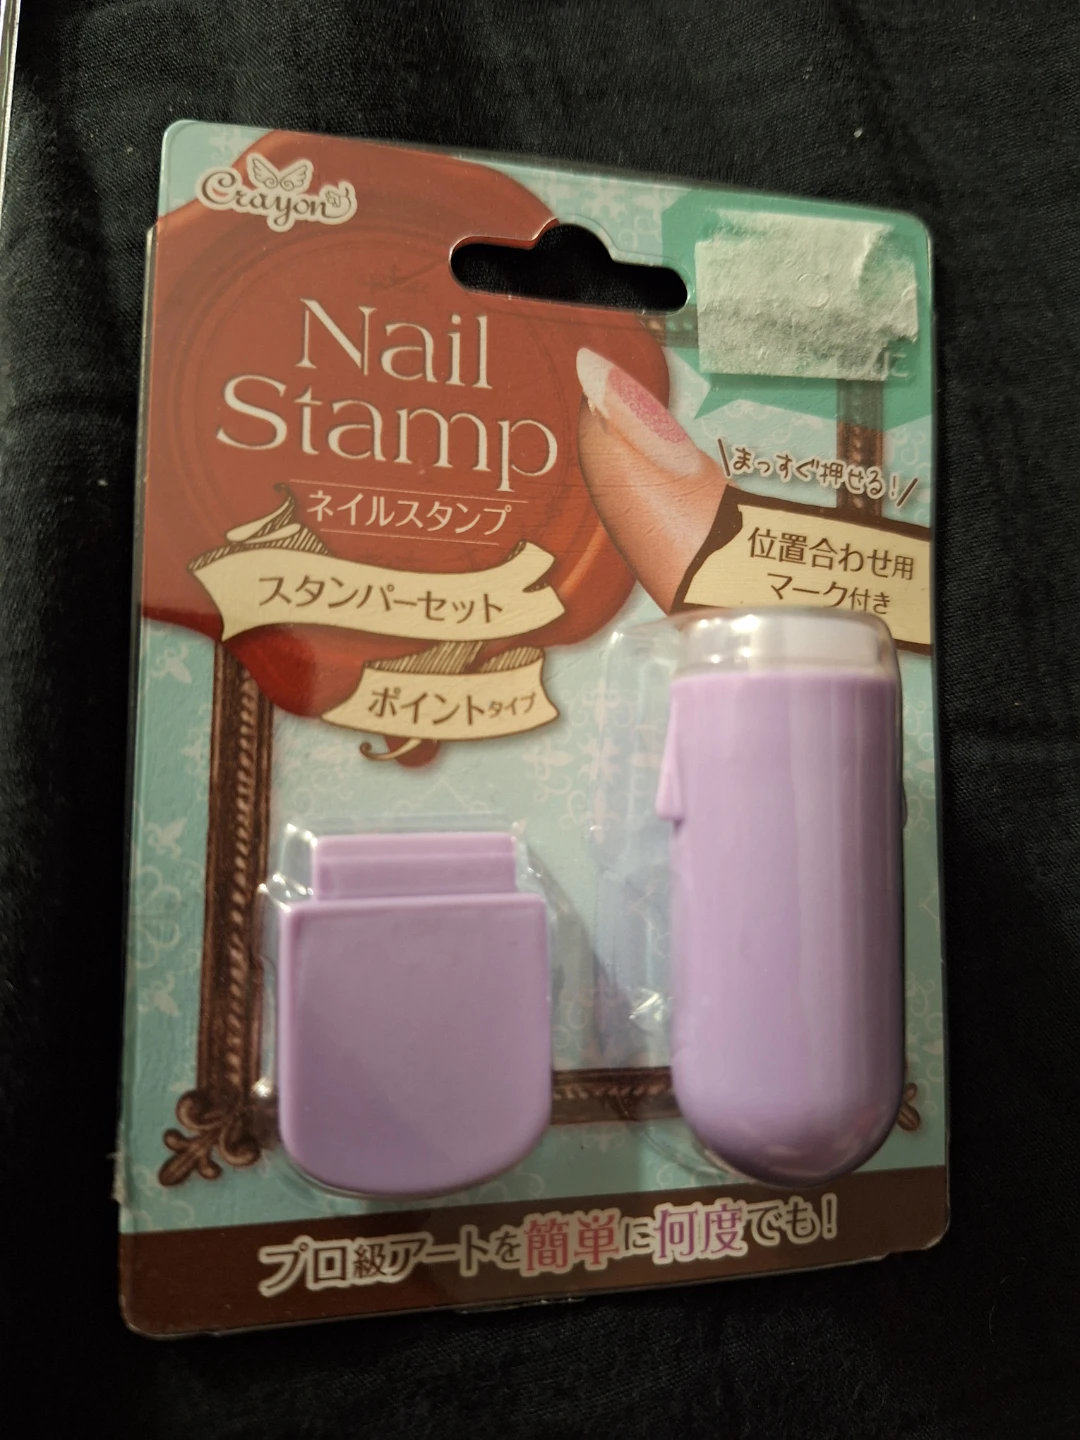 Crayon
Nail
Stamp
ネイルスタンプ
スタンパーセット
ポイントタイプ
に
まっすぐ押せる!
位置合わせ用
マーク付き
プロ級アートを簡単に何度でも!